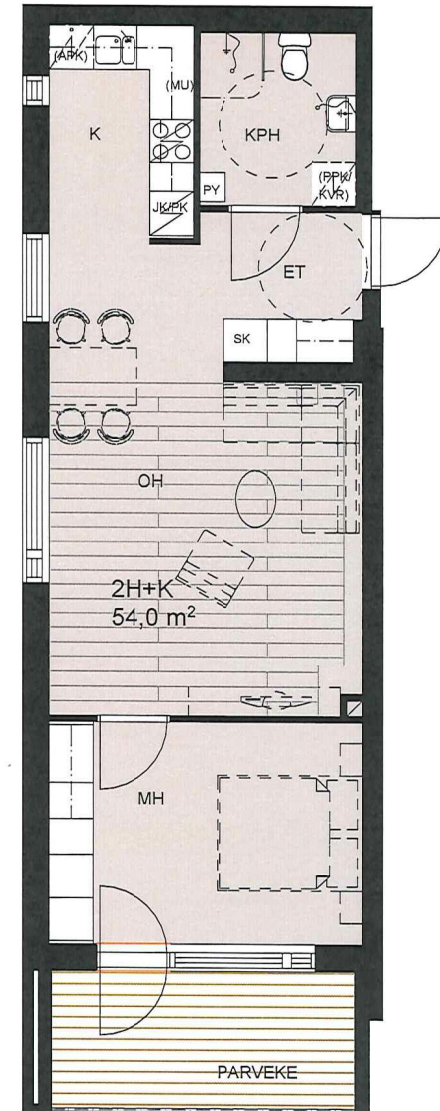 (APK)
(MU)
K
KPH
JK/PK
PY
(PPK/
KVR)
ET
SK
OH
2H+K
54,0 m²
MH
PARVEKE